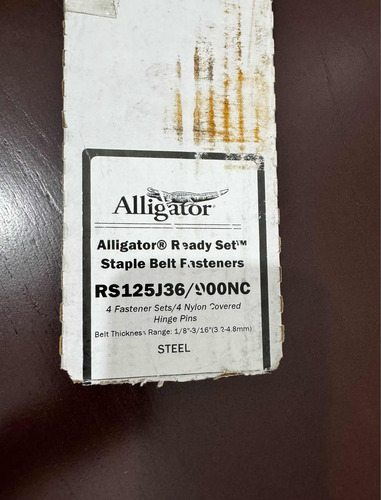 Alligator®
Alligator® Ready Set™
Staple Belt Fasteners
RS125J36/900NC
4 Fastener Sets/4 Nylon Covered
Hinge Pins
Belt Thickness Range: 1/8"-3/16"(3.2-4.8mm)
STEEL